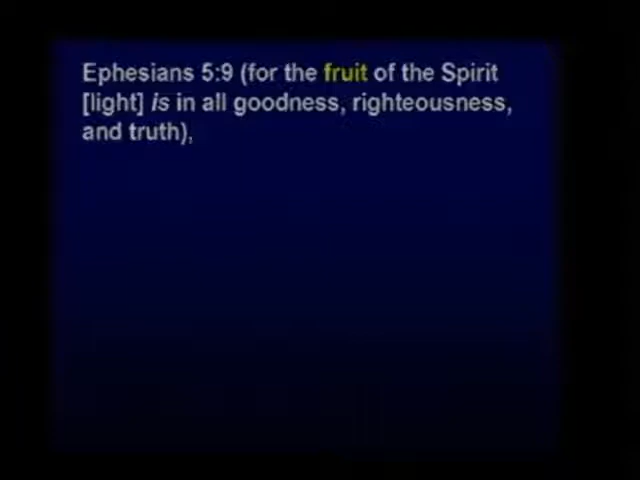 Ephesians 5:9 (for the fruit of the Spirit
[light] is in all goodness, righteousness,
and truth),